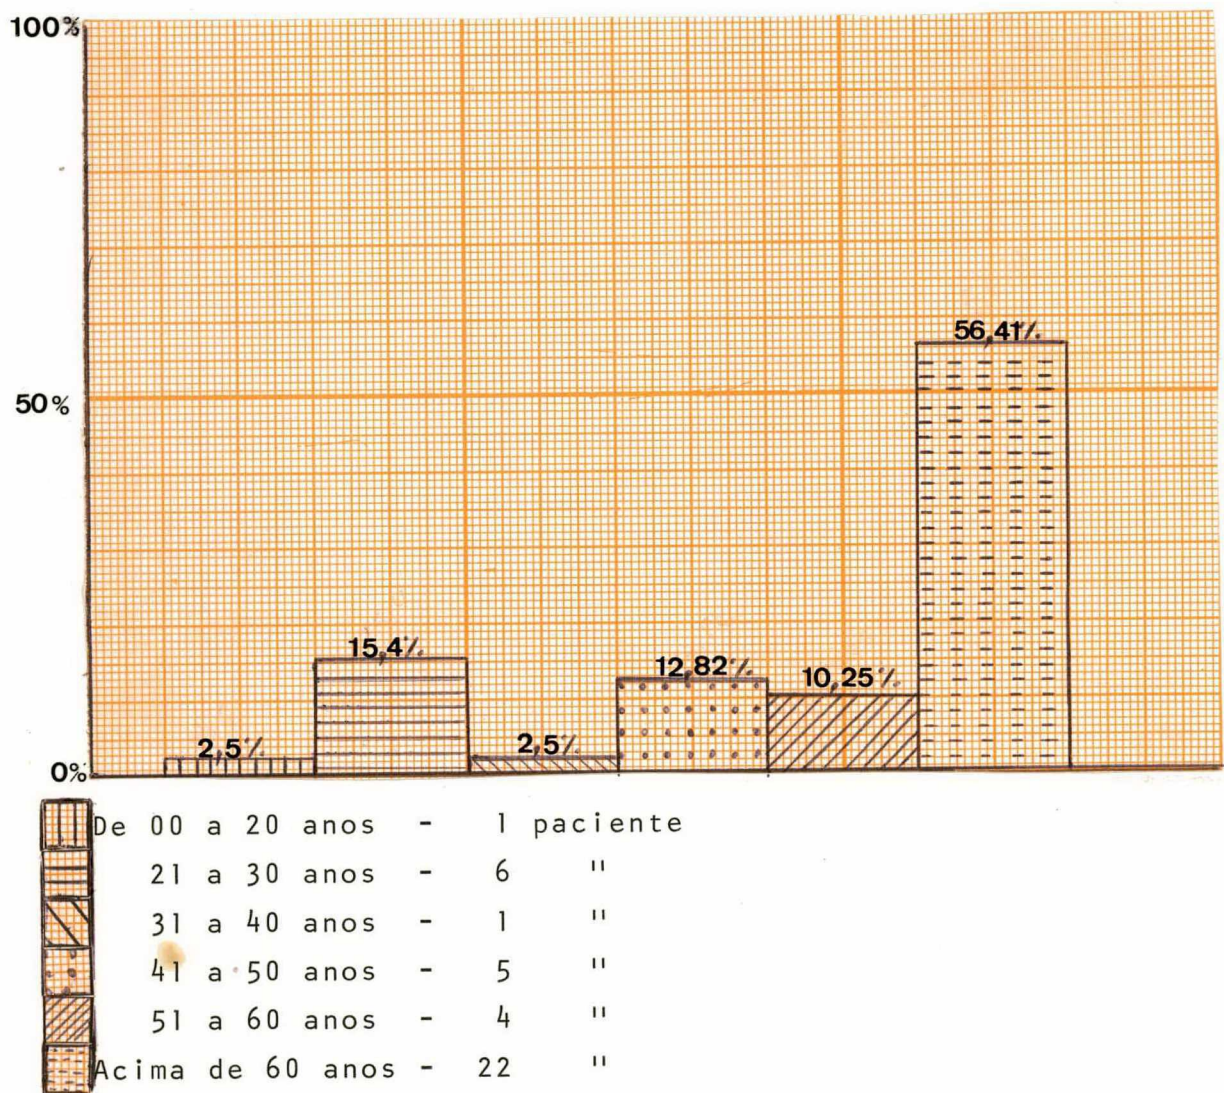 100%
56,41%
50%
15,4%
12,82%
10,25%
2,5%
2,5%
0%
De 00 a 20 anos - 1 paciente
21 a 30 anos - 6 "
31 a 40 anos - 1 "
41 a 50 anos - 5 "
51 a 60 anos - 4 "
Acima de 60 anos - 22 "